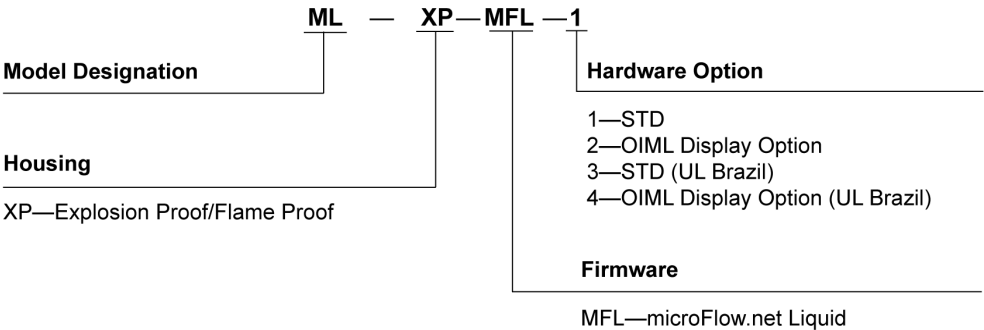 ML — XP—MFL—1
Model Designation
Hardware Option
1—STD
2—OIML Display Option
3—STD (UL Brazil)
4—OIML Display Option (UL Brazil)
Housing
XP—Explosion Proof/Flame Proof
Firmware
MFL—microFlow.net Liquid